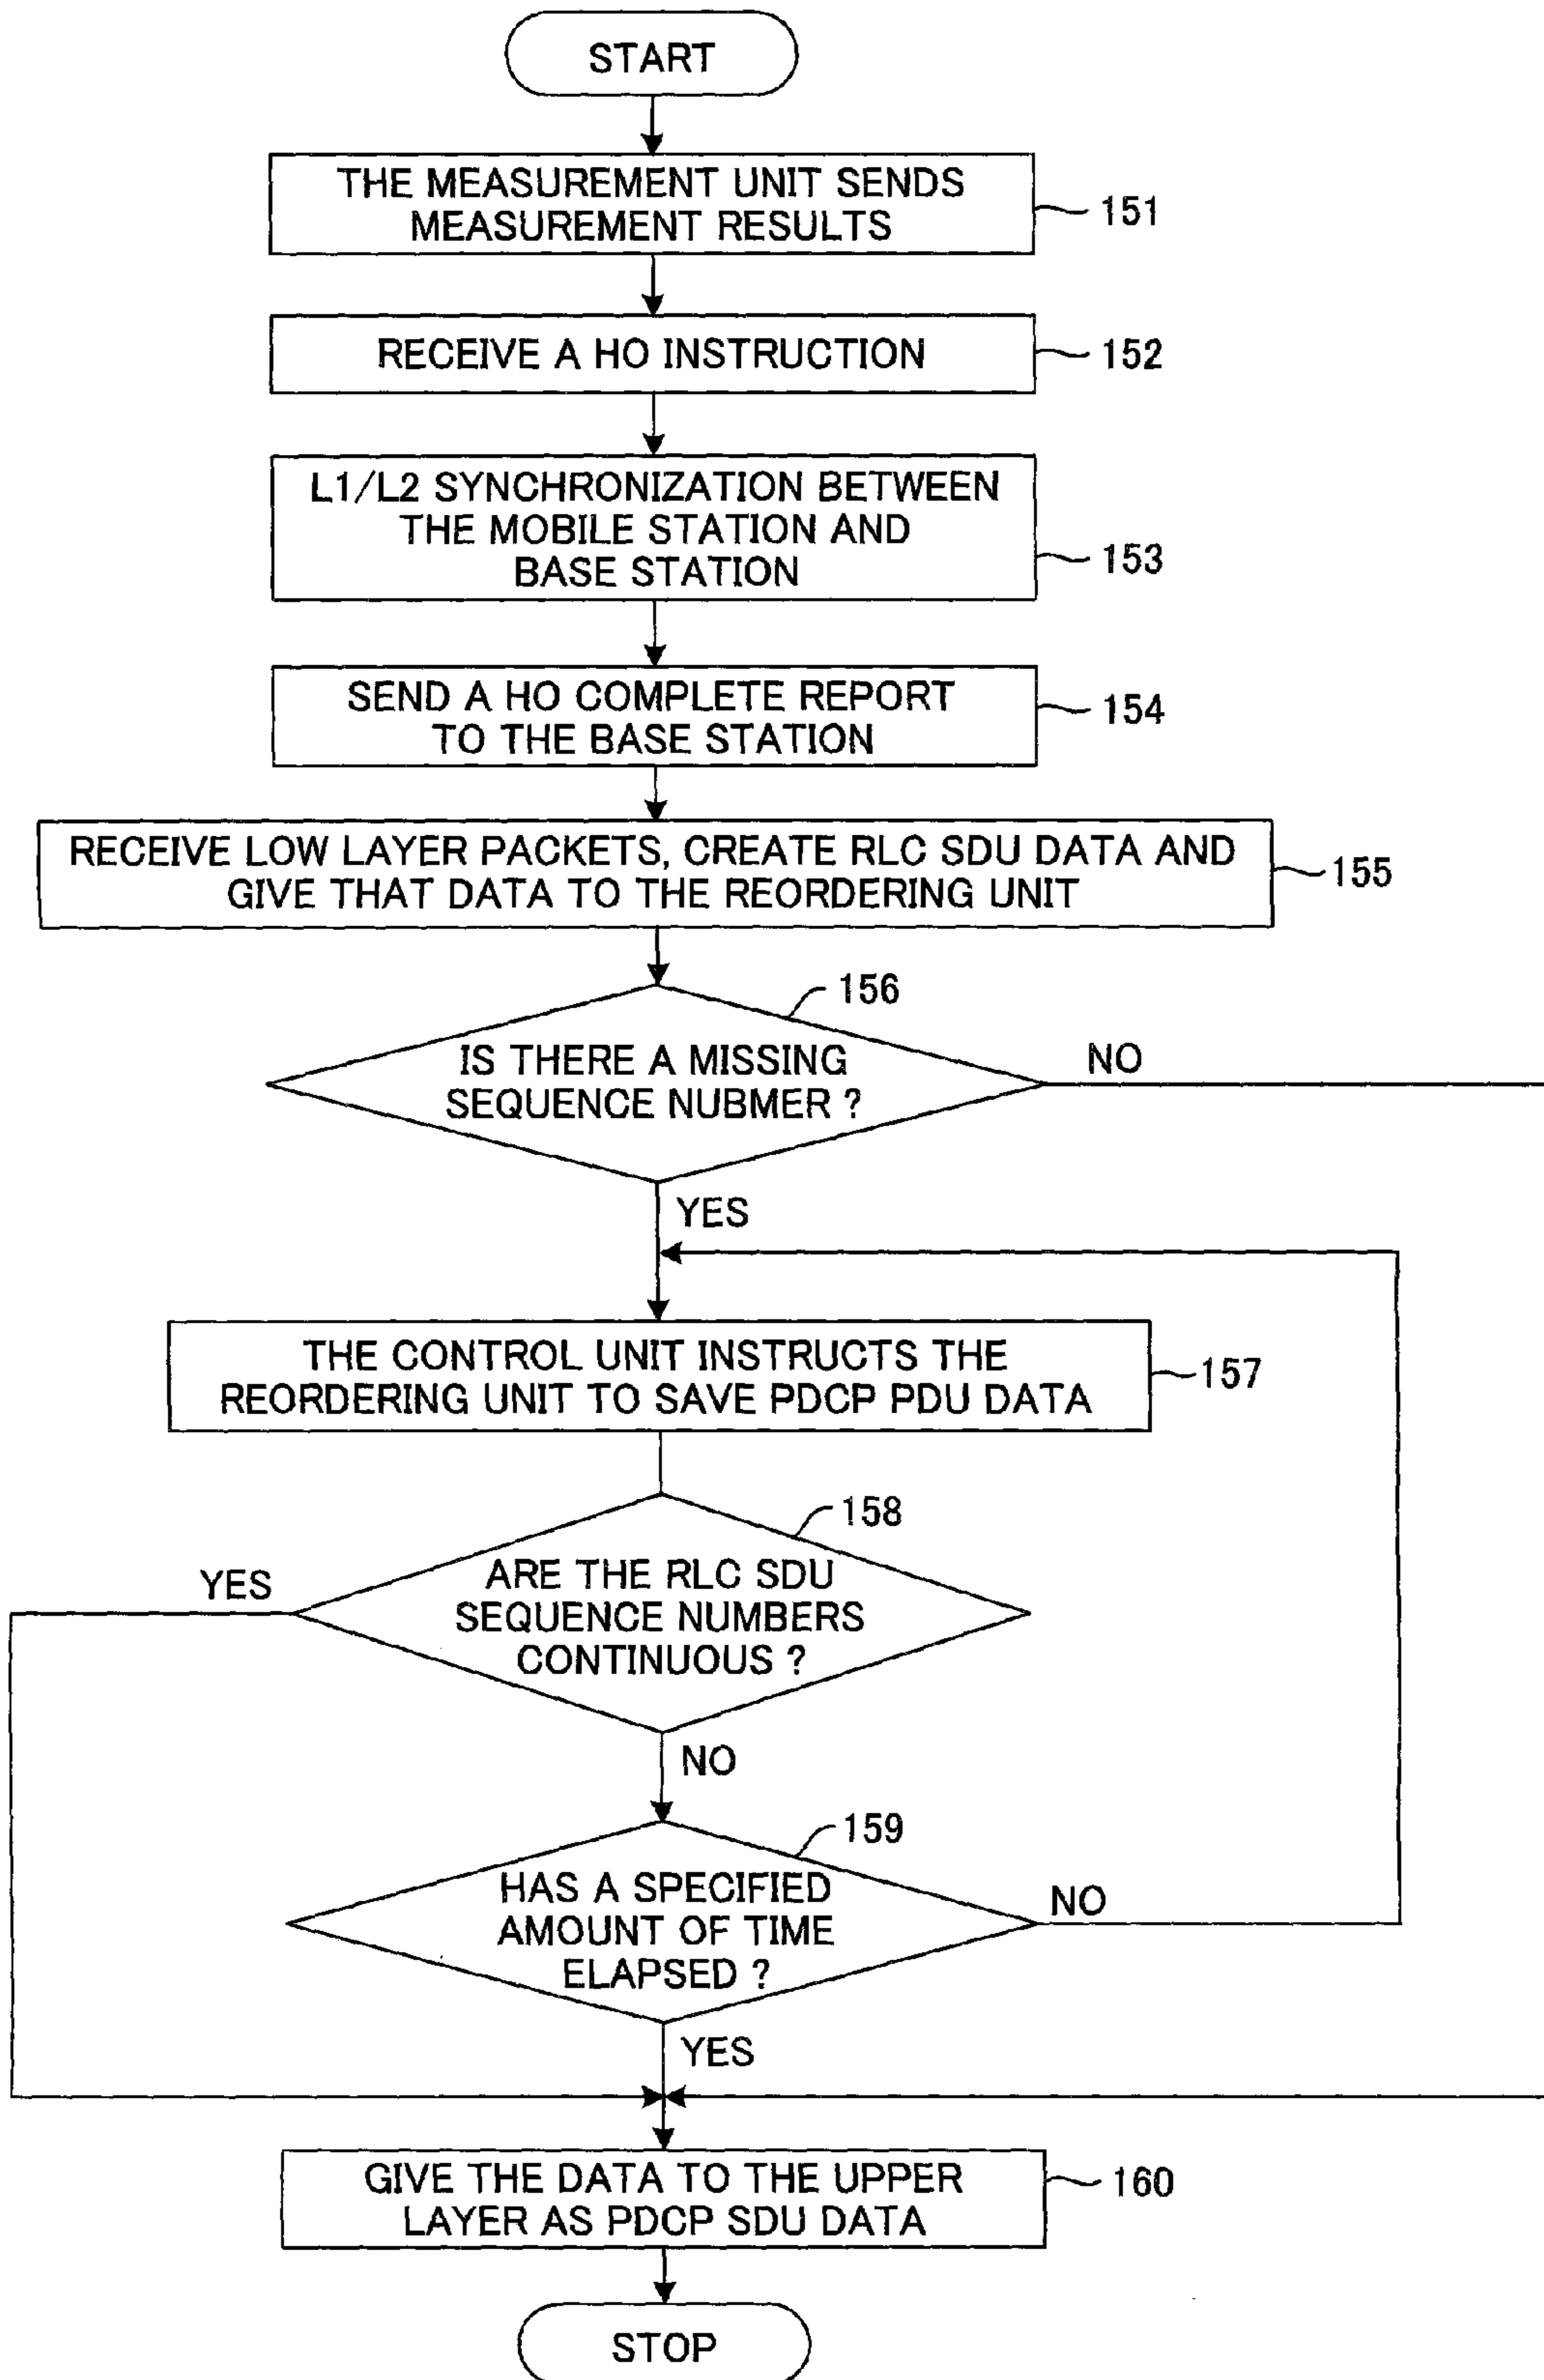 START
THE MEASUREMENT UNIT SENDS
MEASUREMENT RESULTS
151
RECEIVE A HO INSTRUCTION
152
L1/L2 SYNCHRONIZATION BETWEEN
THE MOBILE STATION AND
BASE STATION
153
SEND A HO COMPLETE REPORT
TO THE BASE STATION
154
RECEIVE LOW LAYER PACKETS, CREATE RLC SDU DATA AND
GIVE THAT DATA TO THE REORDERING UNIT
155
156
IS THERE A MISSING
SEQUENCE NUBMER ?
NO
YES
THE CONTROL UNIT INSTRUCTS THE
REORDERING UNIT TO SAVE PDCP PDU DATA
157
158
YES
ARE THE RLC SDU
SEQUENCE NUMBERS
CONTINUOUS ?
NO
159
HAS A SPECIFIED
AMOUNT OF TIME
ELAPSED ?
NO
YES
GIVE THE DATA TO THE UPPER
LAYER AS PDCP SDU DATA
160
STOP